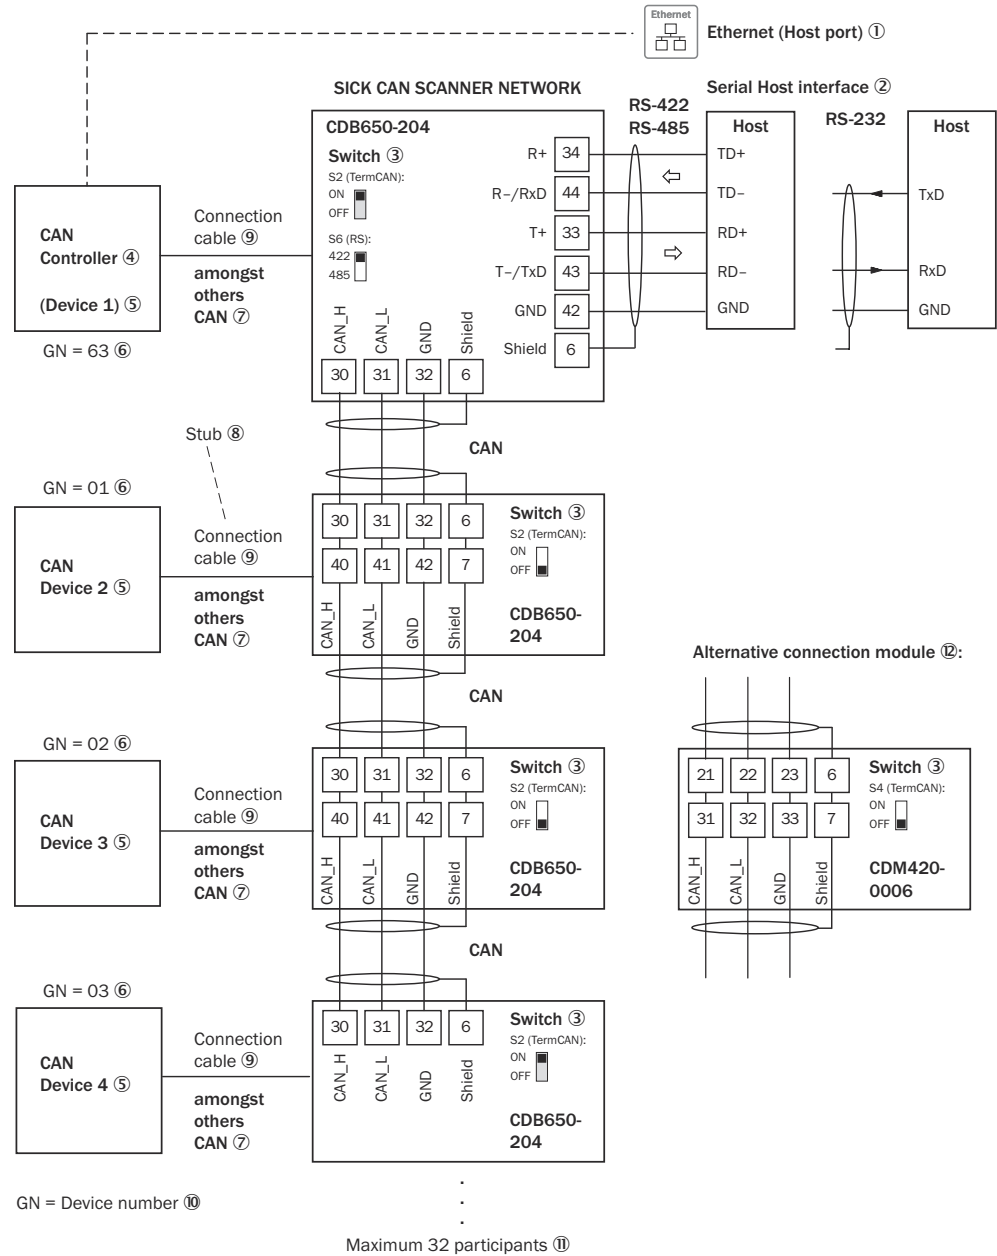 Ethernet
Ethernet (Host port) ①
SICK CAN SCANNER NETWORK
Serial Host interface ②
RS-422
RS-485
RS-232
CDB650-204
Switch ③
S2 (TermCAN):
ON
OFF
S6 (RS):
422
485
R+ 34
R–/RxD 44
T+ 33
T–/TxD 43
GND 42
Shield 6
Host
TD+
TD–
RD+
RD–
GND
Host
TxD
RxD
GND
CAN
Controller ④
(Device 1) ⑤
GN = 63 ⑥
Connection
cable ⑨
amongst
others
CAN ⑦
CAN_H
CAN_L
GND
Shield
30 31 32 6
CAN
Stub ⑧
GN = 01 ⑥
CAN
Device 2 ⑤
Connection
cable ⑨
amongst
others
CAN ⑦
30 31 32 6
40 41 42 7
CAN_H
CAN_L
GND
Shield
Switch ③
S2 (TermCAN):
ON
OFF
CDB650-
204
CAN
GN = 02 ⑥
CAN
Device 3 ⑤
Connection
cable ⑨
amongst
others
CAN ⑦
30 31 32 6
40 41 42 7
CAN_H
CAN_L
GND
Shield
Switch ③
S2 (TermCAN):
ON
OFF
CDB650-
204
CAN
Alternative connection module ⑫:
21 22 23 6
31 32 33 7
CAN_H
CAN_L
GND
Shield
Switch ③
S4 (TermCAN):
ON
OFF
CDM420-
0006
GN = 03 ⑥
CAN
Device 4 ⑤
Connection
cable ⑨
amongst
others
CAN ⑦
30 31 32 6
CAN_H
CAN_L
GND
Shield
Switch ③
S2 (TermCAN):
ON
OFF
CDB650-
204
GN = Device number ⑩
.
.
.
Maximum 32 participants ⑪